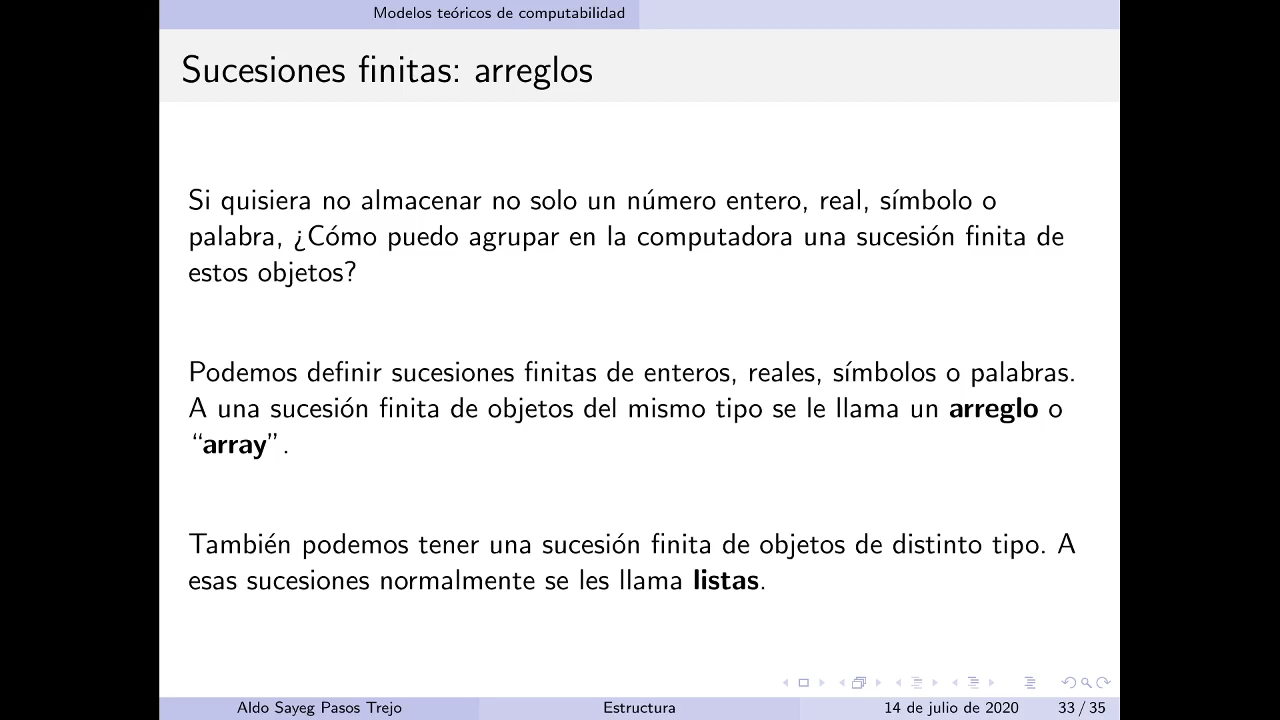 Modelos teóricos de computabilidad
Sucesiones finitas: arreglos
Si quisiera no almacenar no solo un número entero, real, símbolo o
palabra, ¿Cómo puedo agrupar en la computadora una sucesión finita de
estos objetos?
Podemos definir sucesiones finitas de enteros, reales, símbolos o palabras.
A una sucesión finita de objetos del mismo tipo se le llama un arreglo o
“array”.
También podemos tener una sucesión finita de objetos de distinto tipo. A
esas sucesiones normalmente se les llama listas.
Aldo Sayeg Pasos Trejo Estructura 14 de julio de 2020 33 / 35